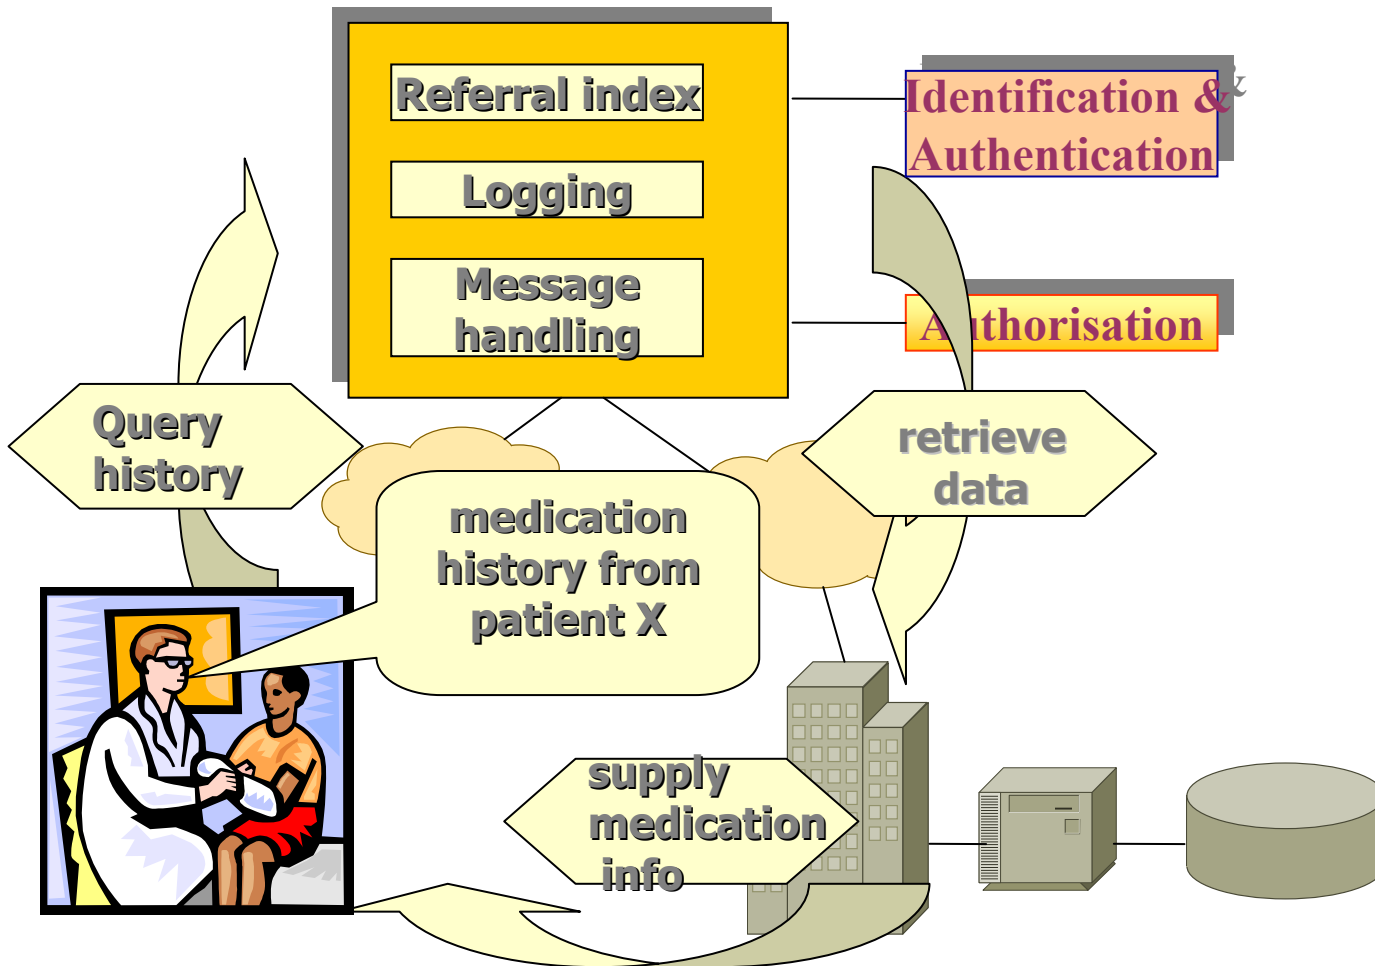 Referral index
Identification &
Authentication
Logging
Message
handling
Authorisation
Query
history
retrieve
data
medication
history from
patient X
supply
medication
info